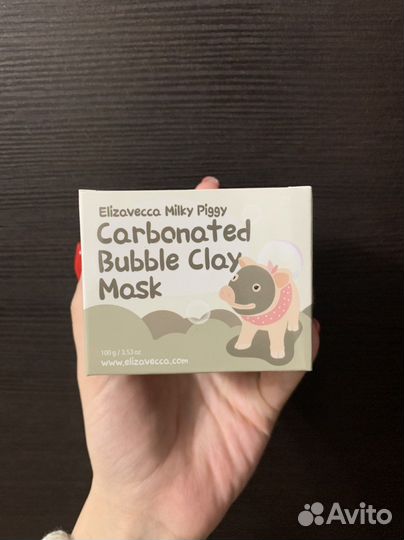 Elizavecca Milky Piggy
Carbonated
Bubble Clay
Mask
100 g / 3.53 oz
www.elizavecca.com
Avito